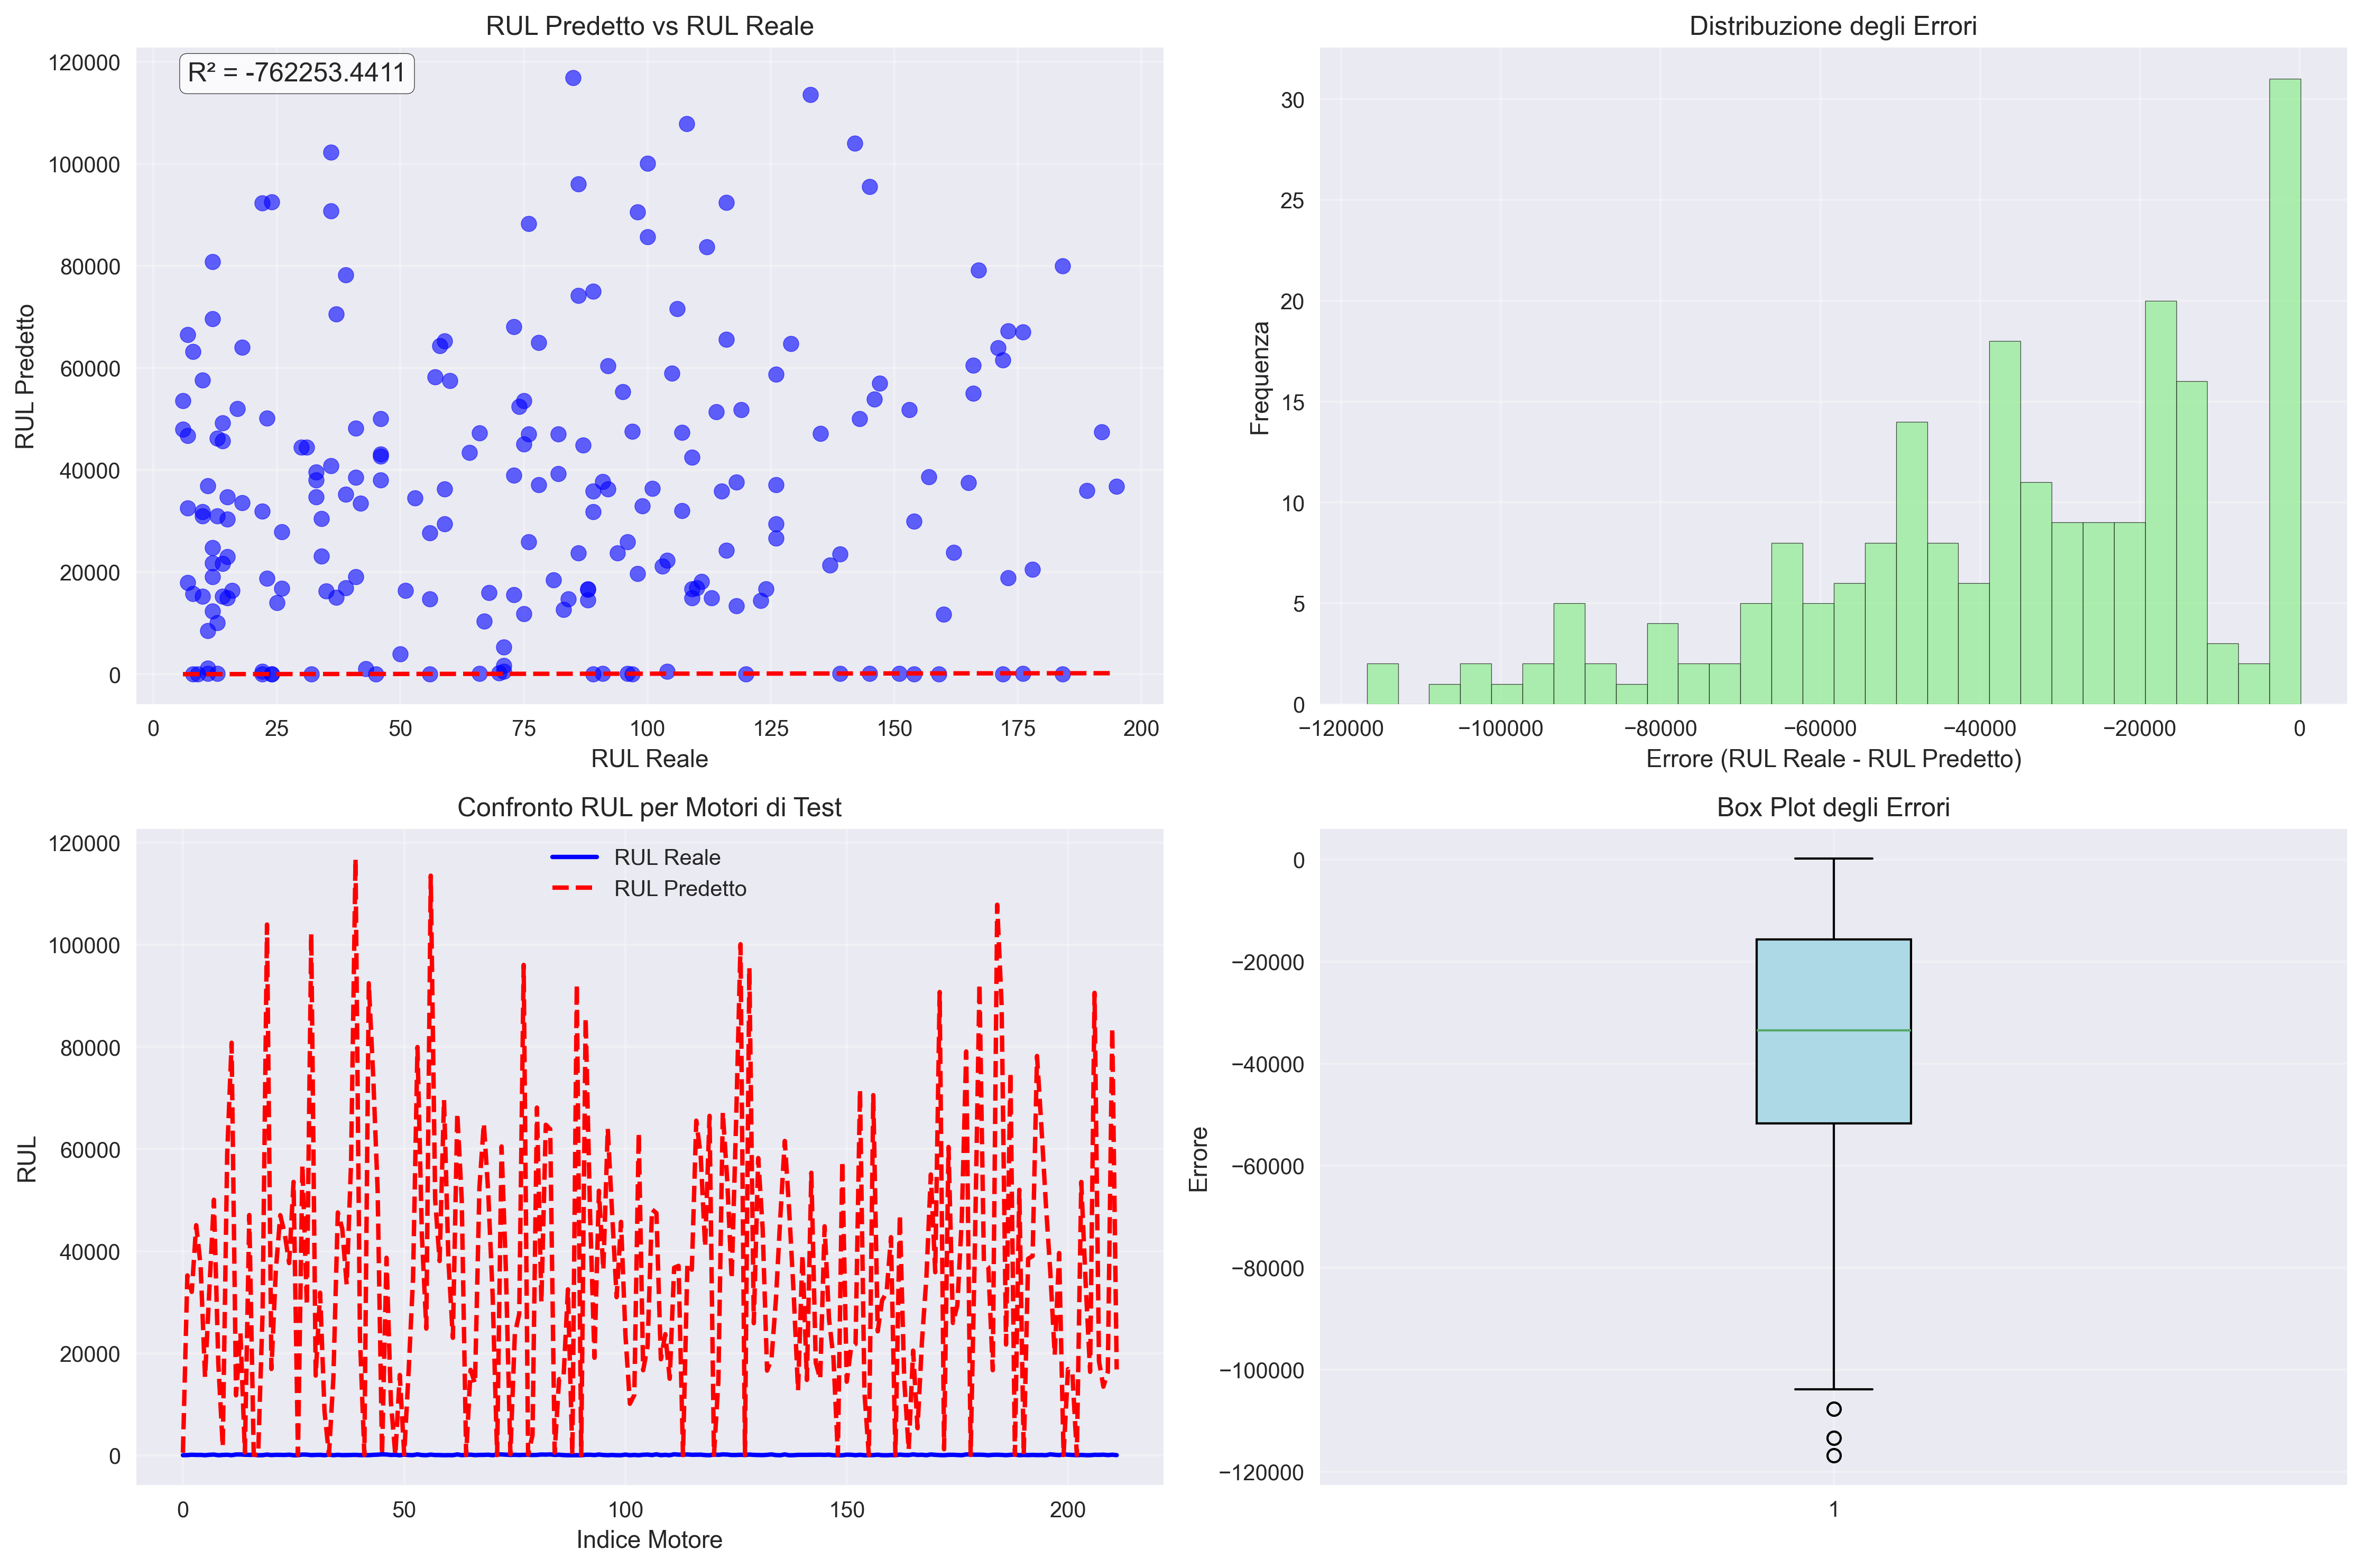 RUL Predetto vs RUL Reale
R² = -762253.4411
120000
100000
80000
60000
40000
20000
0
RUL Predetto
0 25 50 75 100 125 150 175 200
RUL Reale
Distribuzione degli Errori
30
25
20
15
10
5
0
Frequenza
−120000 −100000 −80000 −60000 −40000 −20000 0
Errore (RUL Reale - RUL Predetto)
Confronto RUL per Motori di Test
RUL Reale
RUL Predetto
120000
100000
80000
60000
40000
20000
0
RUL
0 50 100 150 200
Indice Motore
Box Plot degli Errori
0
−20000
−40000
−60000
−80000
−100000
−120000
Errore
1